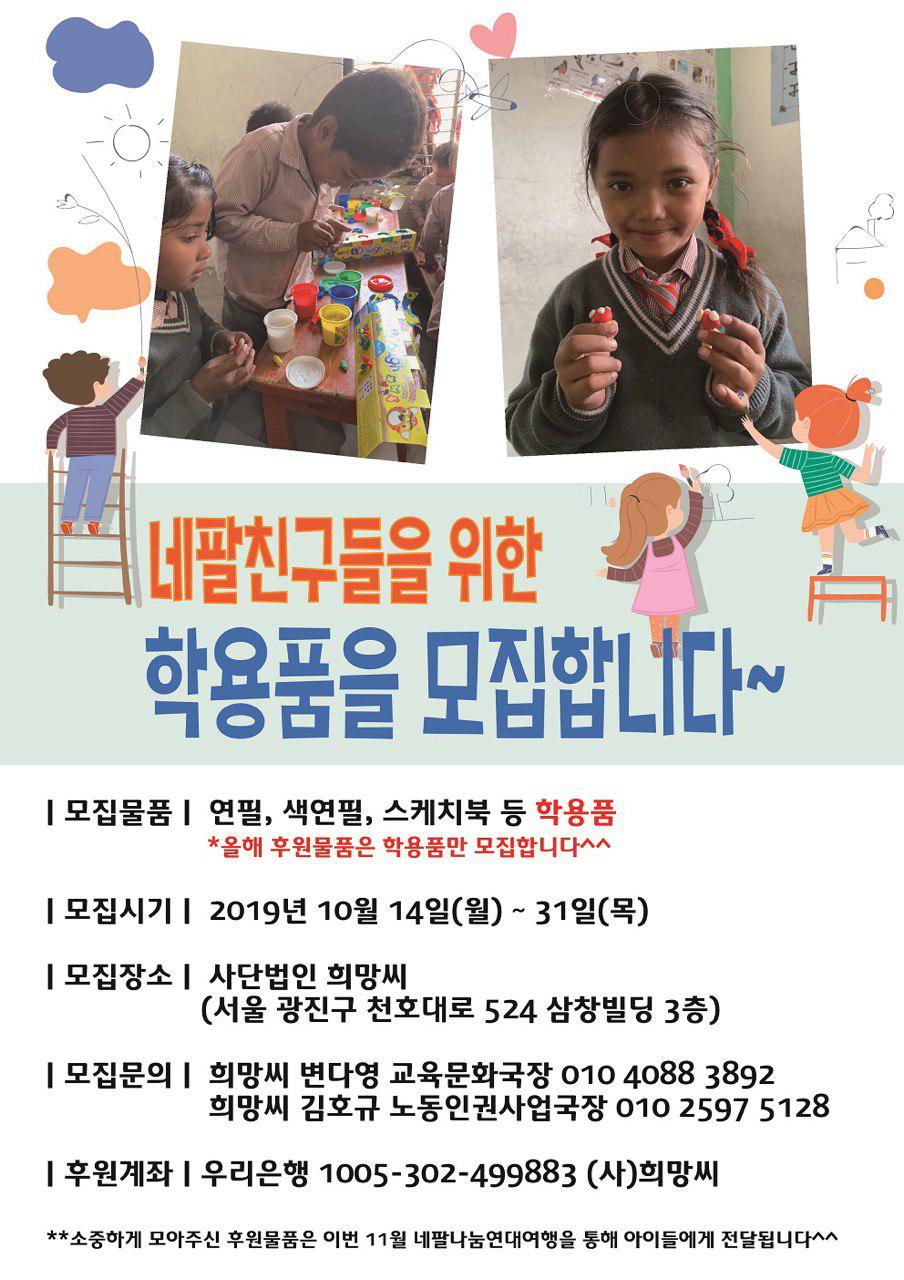 네팔친구들을 위한
학용품을 모집합니다~
| 모집물품 | 연필, 색연필, 스케치북 등 학용품
*올해 후원물품은 학용품만 모집합니다^^
| 모집시기 | 2019년 10월 14일(월) ~ 31일(목)
| 모집장소 | 사단법인 희망씨
(서울 광진구 천호대로 524 삼창빌딩 3층)
| 모집문의 | 희망씨 변다영 교육문화국장 010 4088 3892
희망씨 김호규 노동인권사업국장 010 2597 5128
| 후원계좌 | 우리은행 1005-302-499883 (사)희망씨
**소중하게 모아주신 후원물품은 이번 11월 네팔나눔연대여행을 통해 아이들에게 전달됩니다^^